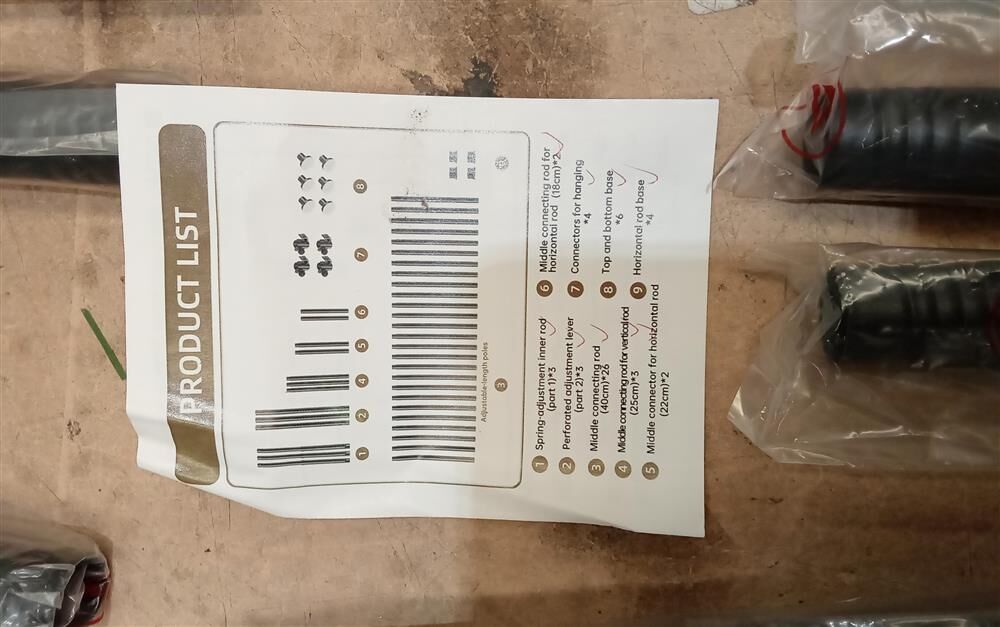 PRODUCT LIST
1
2
4
5
6
7
8
Adjustable-length poles
3
1 Spring-adjustment inner rod
(part 1)*3
2 Perforated adjustment lever
(part 2)*3
3 Middle connecting rod
(40cm)*26
4 Middle connecting rod for vertical rod
(25cm)*3
5 Middle connector for horizontal rod
(22cm)*2
6 Middle connecting rod for
horizontal rod (18cm)*2
7 Connectors for hanging
*4
8 Top and bottom base
*6
9 Horizontal rod base
*4